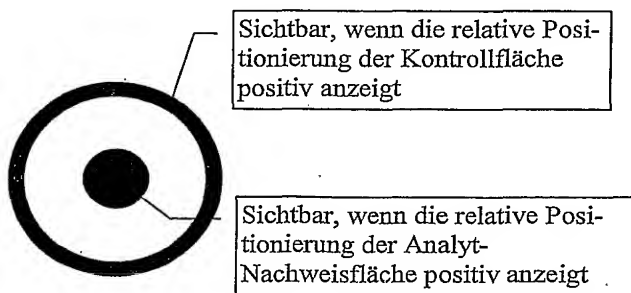 Sichtbar, wenn die relative Posi-
tionierung der Kontrollfläche
positiv anzeigt
Sichtbar, wenn die relative Posi-
tionierung der Analyt-
Nachweisfläche positiv anzeigt